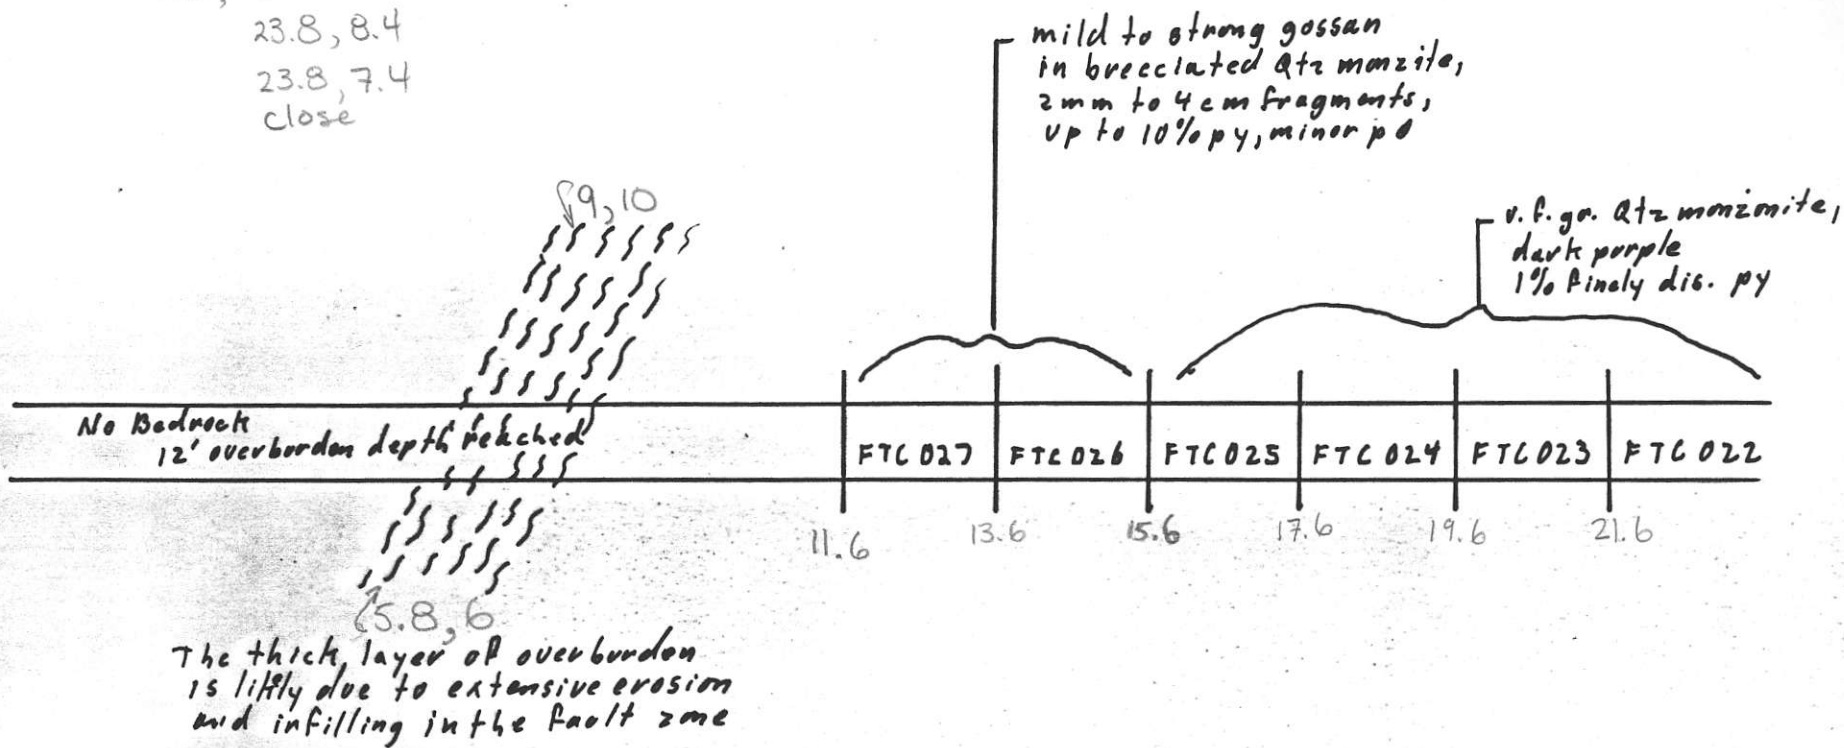 23.8, 8.4
23.8, 7.4
close
mild to strong gossan
in brecciated Qtz monzite,
2mm to 4cm fragments,
up to 10% py, minor po
9, 10
v.f.gr. Qtz monzonite,
dark purple
1% finely dis. py
No Bedrock
12' overburden depth reached
FTC 027
FTC 026
FTC 025
FTC 024
FTC 023
FTC 022
11.6
13.6
15.6
17.6
19.6
21.6
5.8, 6
The thick layer of overburden
is likly due to extensive erosion
and infilling in the fault zone